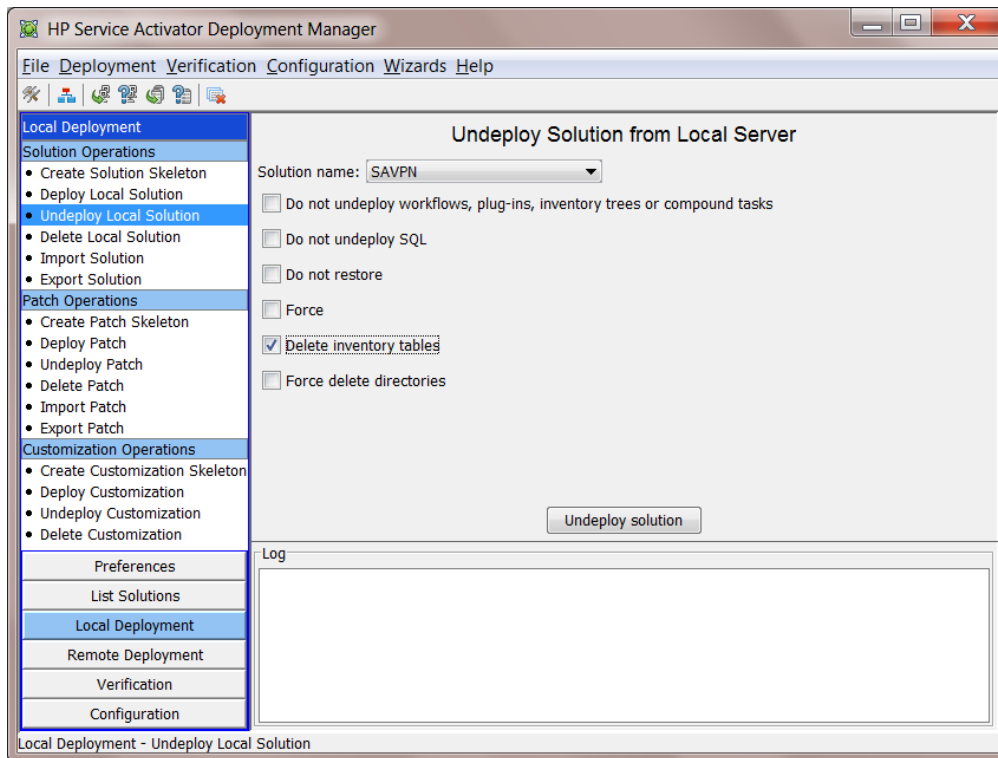 HP Service Activator Deployment Manager
File Deployment Verification Configuration Wizards Help
Local Deployment
Solution Operations
• Create Solution Skeleton
• Deploy Local Solution
• Undeploy Local Solution
• Delete Local Solution
• Import Solution
• Export Solution
Patch Operations
• Create Patch Skeleton
• Deploy Patch
• Undeploy Patch
• Delete Patch
• Import Patch
• Export Patch
Customization Operations
• Create Customization Skeleton
• Deploy Customization
• Undeploy Customization
• Delete Customization
Preferences
List Solutions
Local Deployment
Remote Deployment
Verification
Configuration
Undeploy Solution from Local Server
Solution name: SAVPN
Do not undeploy workflows, plug-ins, inventory trees or compound tasks
Do not undeploy SQL
Do not restore
Force
Delete inventory tables
Force delete directories
Undeploy solution
Log
Local Deployment - Undeploy Local Solution